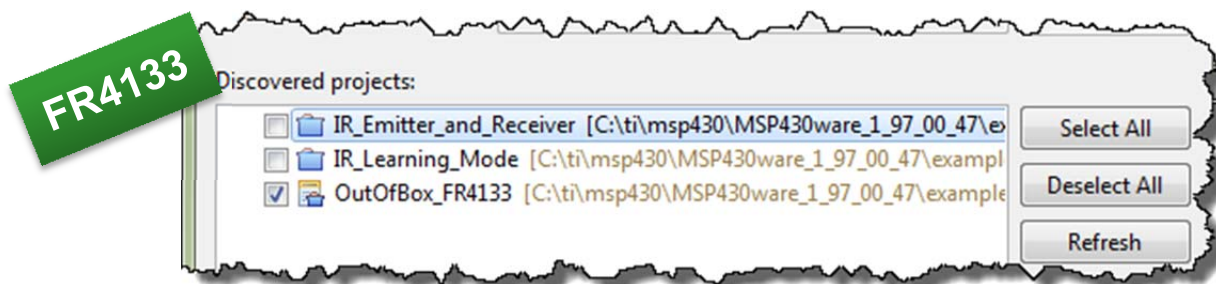 FR4133
Discovered projects:
IR_Emitter_and_Receiver [C:\ti\msp430\MSP430ware_1_97_00_47\ex
IR_Learning_Mode [C:\ti\msp430\MSP430ware_1_97_00_47\exampl
OutOfBox_FR4133 [C:\ti\msp430\MSP430ware_1_97_00_47\example
Select All
Deselect All
Refresh